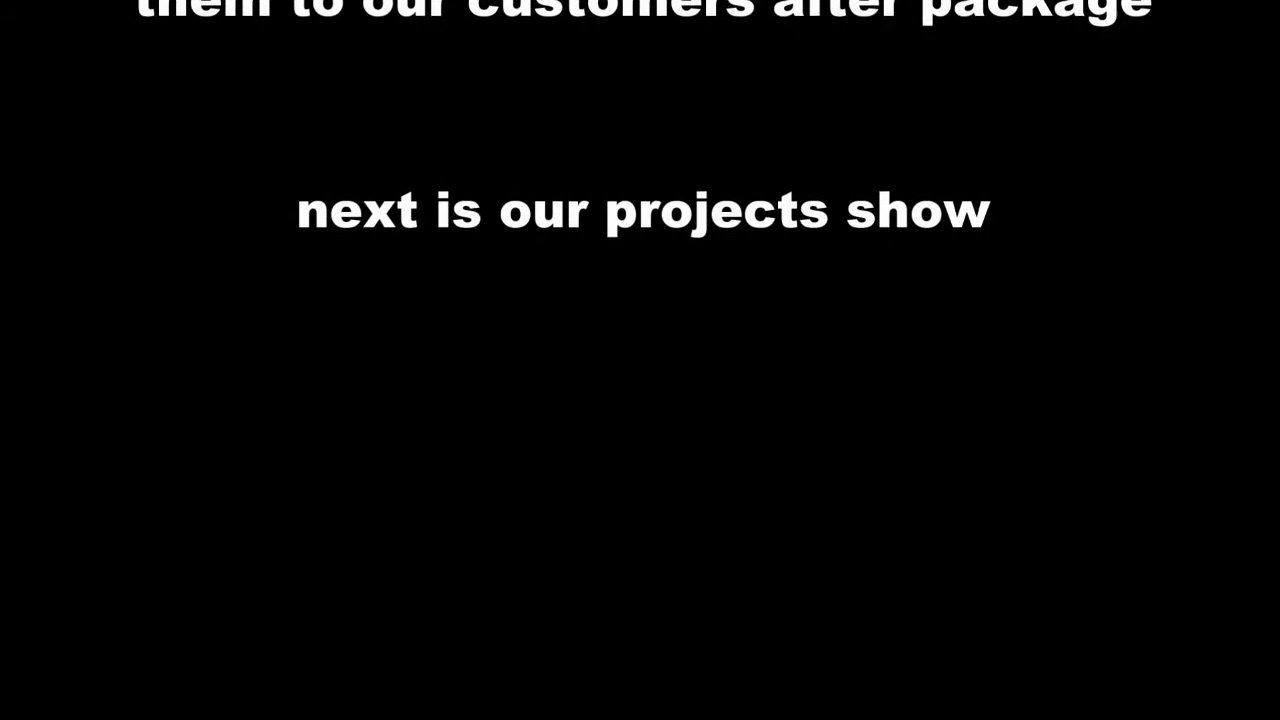 them to our customers after package
next is our projects show